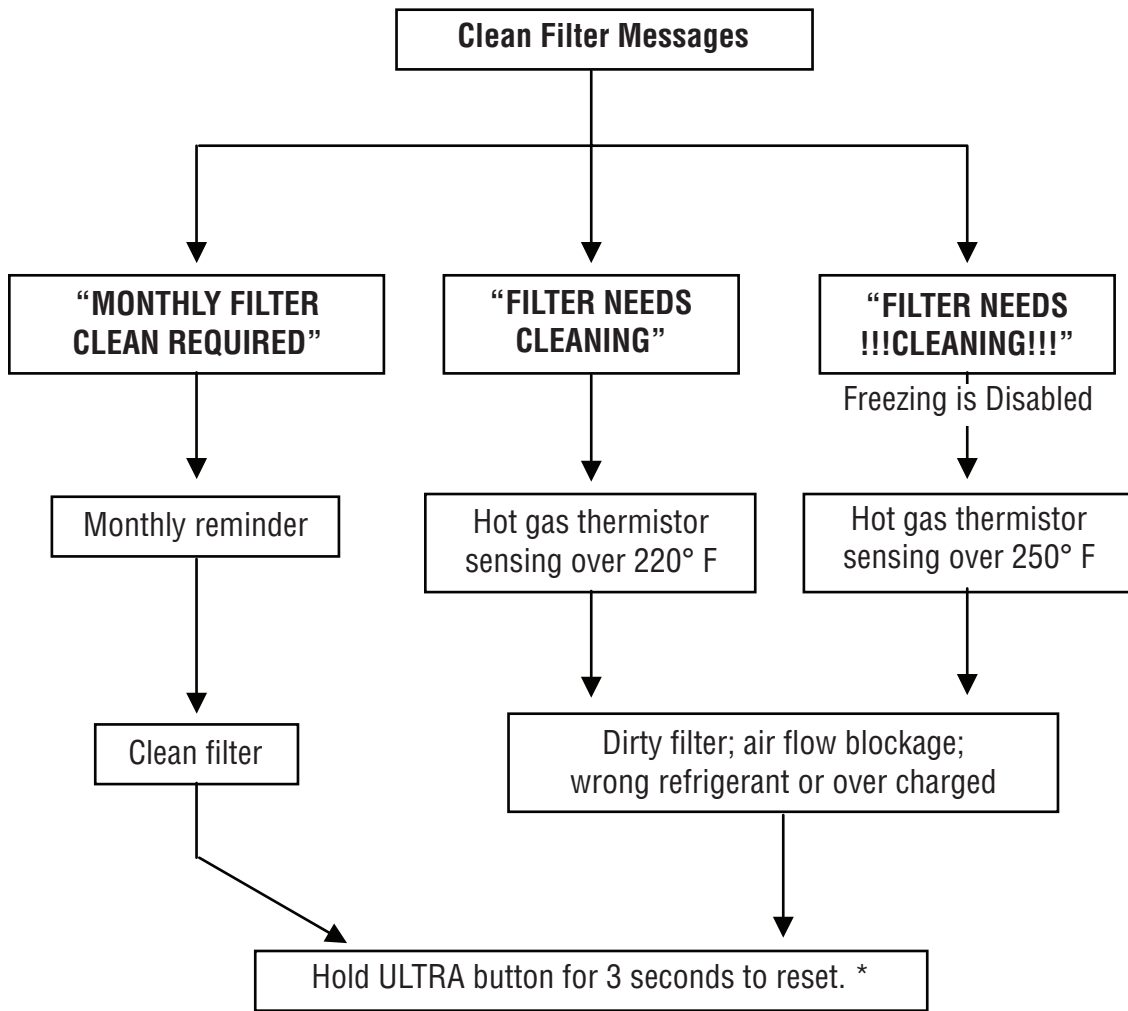 Clean Filter Messages
“MONTHLY FILTER
CLEAN REQUIRED”
“FILTER NEEDS
CLEANING”
“FILTER NEEDS
!!!CLEANING!!!”
Freezing is Disabled
Monthly reminder
Hot gas thermistor
sensing over 220° F
Hot gas thermistor
sensing over 250° F
Clean filter
Dirty filter; air flow blockage;
wrong refrigerant or over charged
Hold ULTRA button for 3 seconds to reset. *